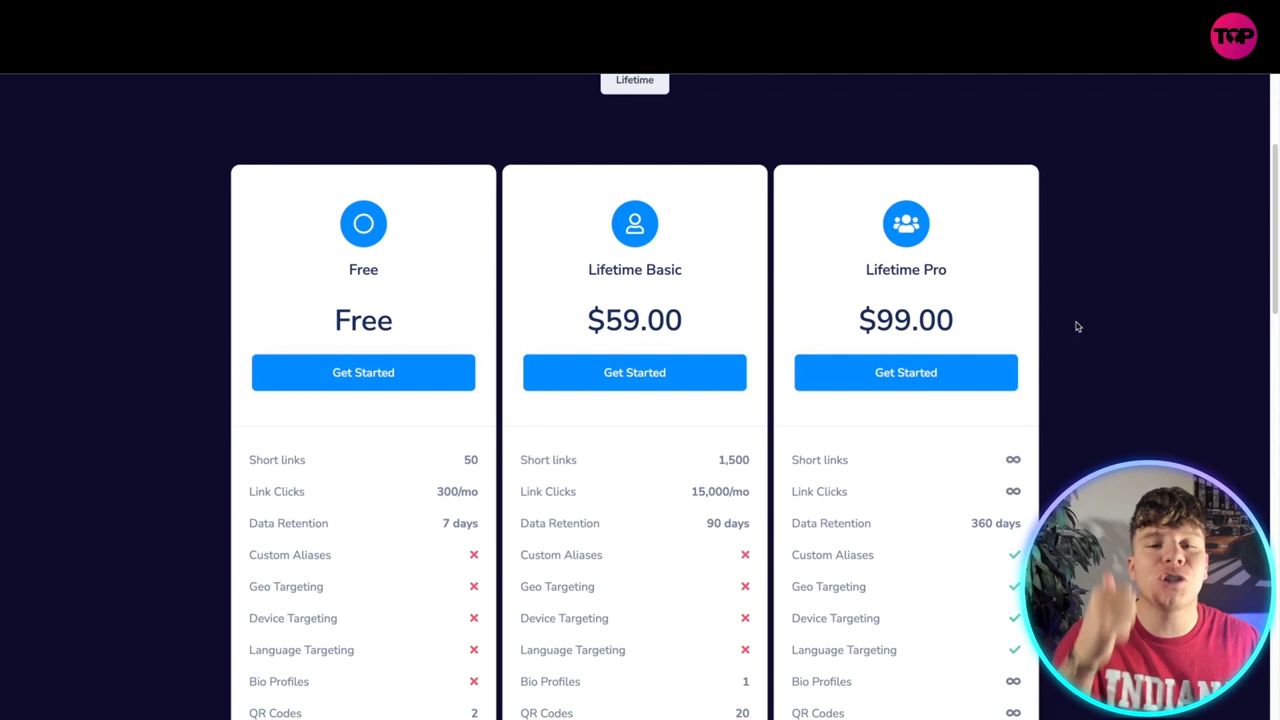 TOP
Lifetime
Free
Lifetime Basic
Lifetime Pro
Free
$59.00
$99.00
Get Started
Get Started
Get Started
Short links 50
Link Clicks 300/mo
Data Retention 7 days
Custom Aliases ×
Geo Targeting ×
Device Targeting ×
Language Targeting ×
Bio Profiles ×
QR Codes 2
Short links 1,500
Link Clicks 15,000/mo
Data Retention 90 days
Custom Aliases ×
Geo Targeting ×
Device Targeting ×
Language Targeting ×
Bio Profiles 1
QR Codes 20
Short links ∞
Link Clicks ∞
Data Retention 360 days
Custom Aliases ✓
Geo Targeting ✓
Device Targeting ✓
Language Targeting ✓
Bio Profiles ∞
QR Codes ∞
INDIANA